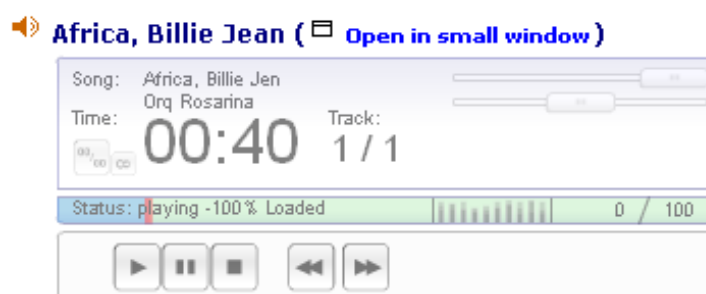 Africa, Billie Jean ( Open in small window)
Song: Africa, Billie Jen
Orq Rosarina
Time: 00:40 Track: 1 / 1
Status: playing -100% Loaded 0 / 100